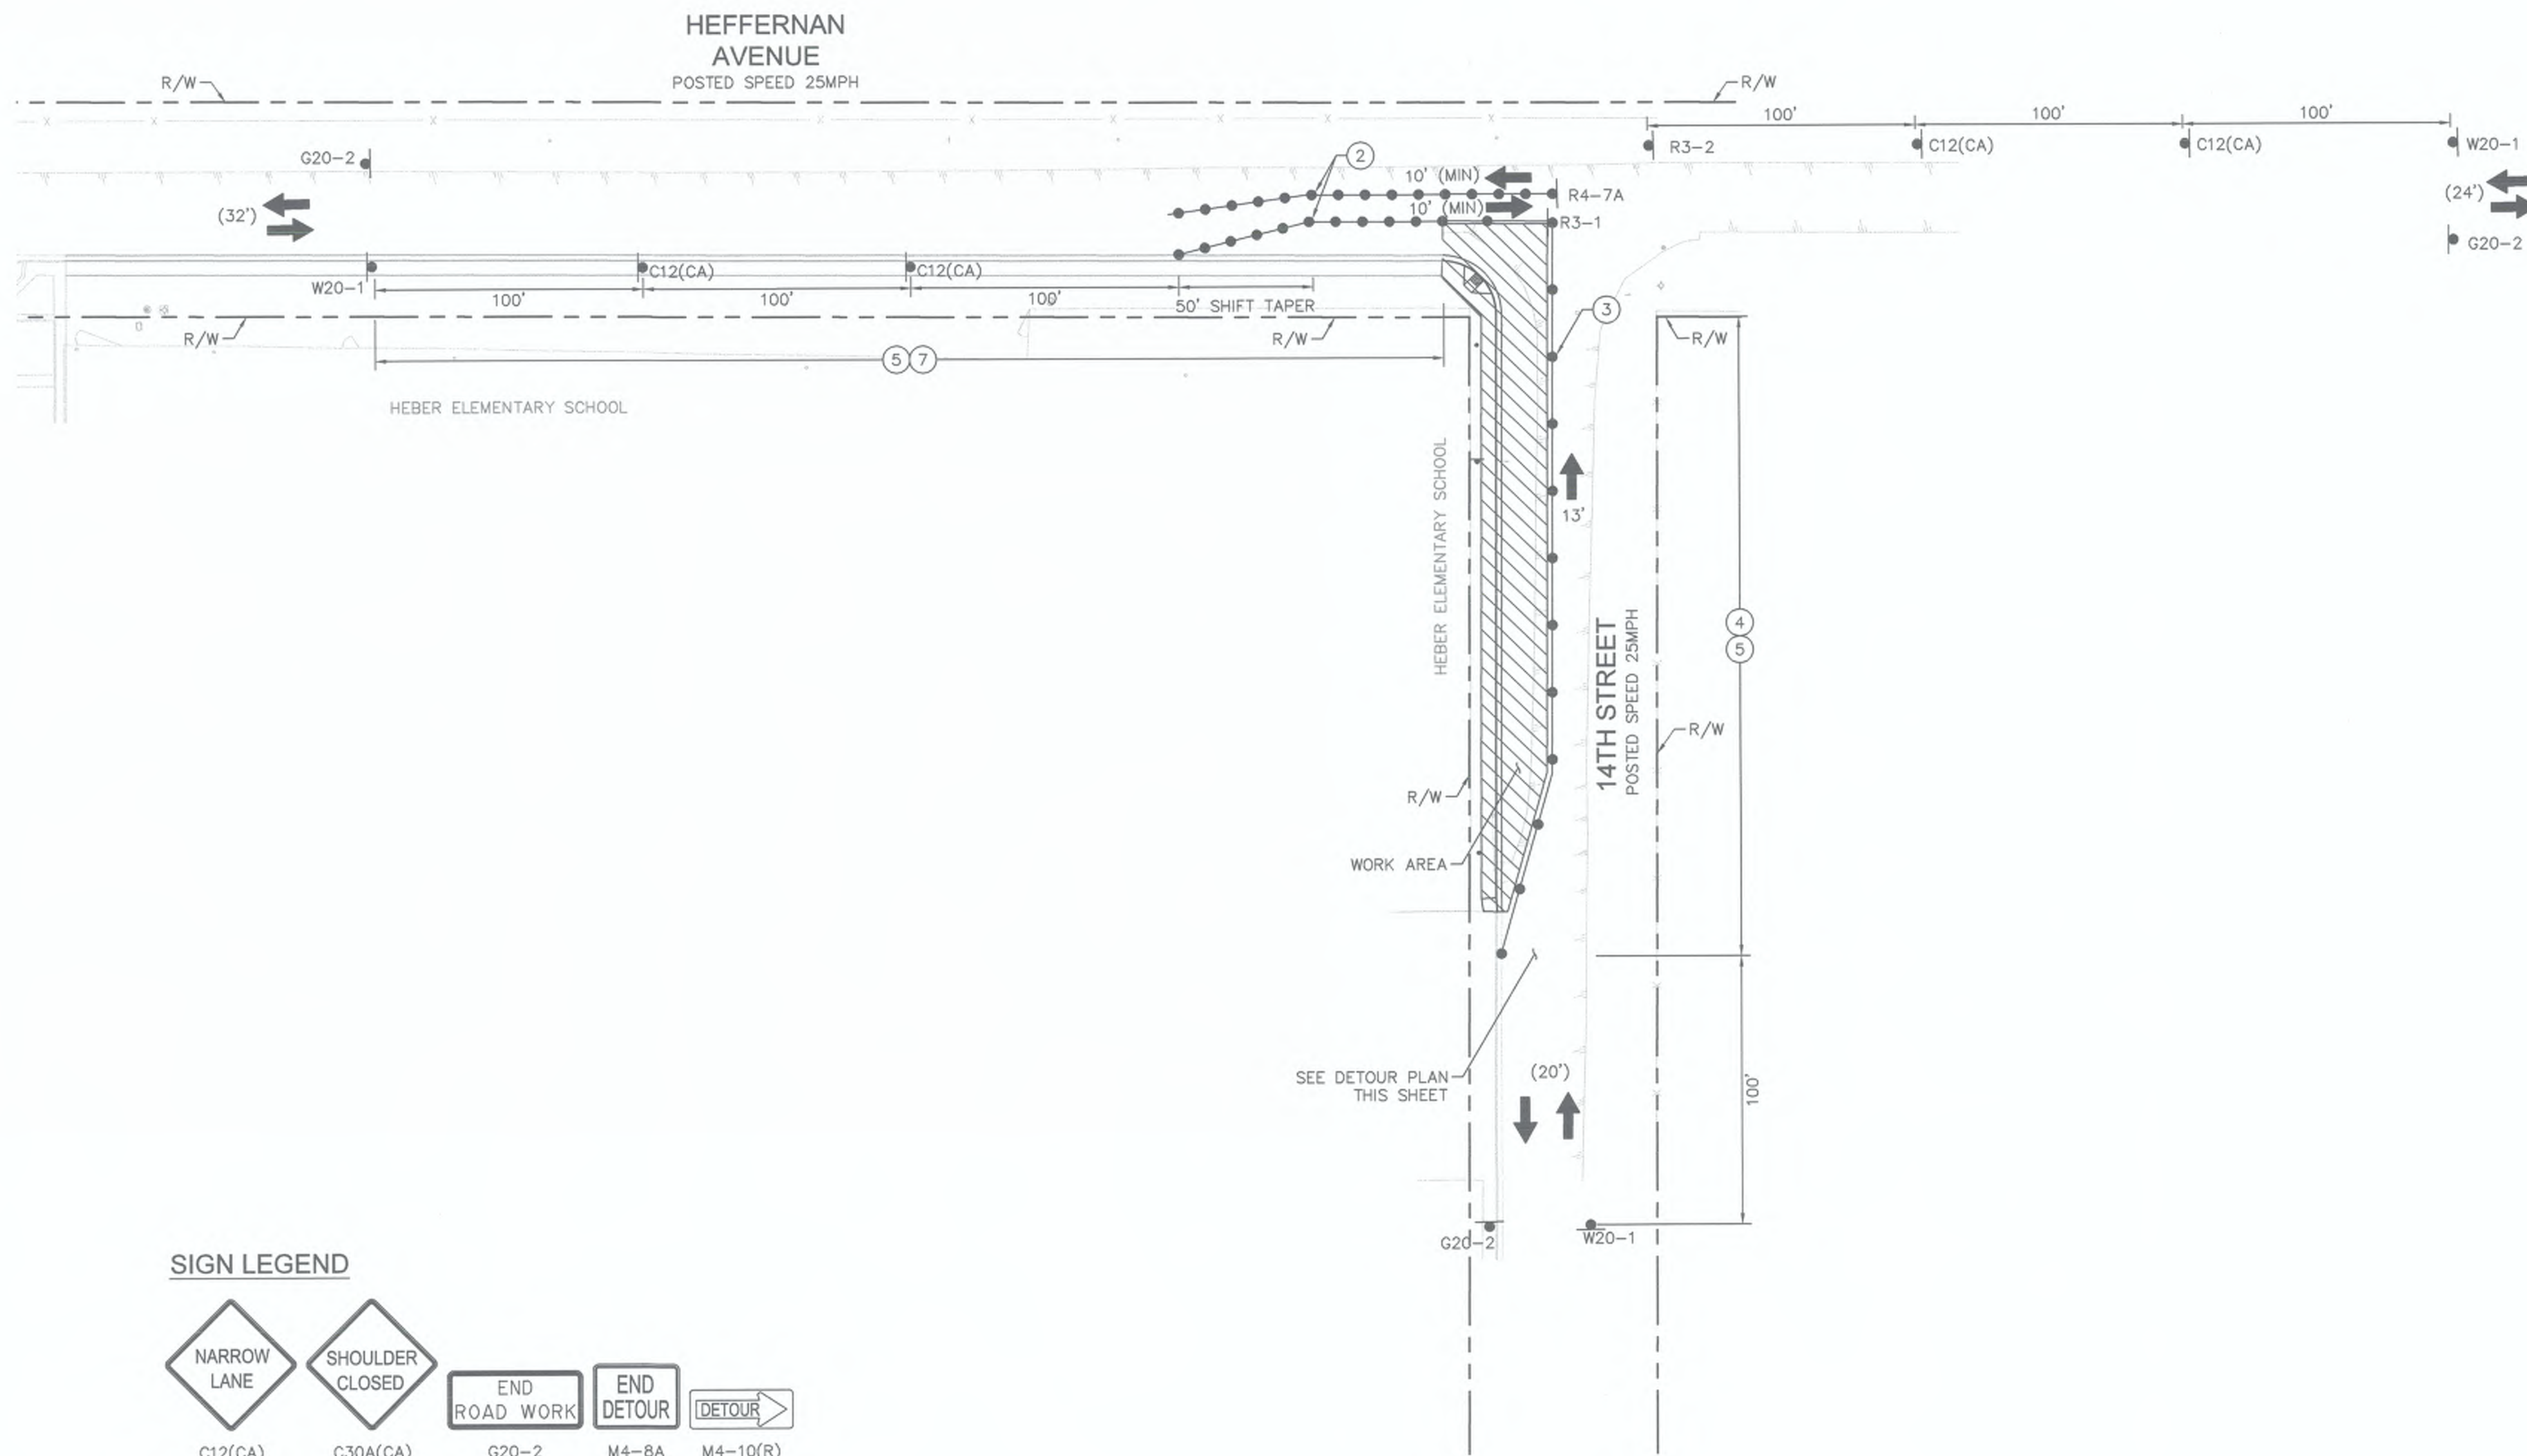 HEFFERNAN
AVENUE
POSTED SPEED 25MPH
R/W
R/W
100'
100'
100'
G20-2
2
R3-2
C12(CA)
C12(CA)
W20-1
10' (MIN)
R4-7A
(32')
10' (MIN)
R3-1
(24')
G20-2
C12(CA)
C12(CA)
W20-1
100'
100'
100'
50' SHIFT TAPER
3
R/W
R/W
R/W
5 7
HEBER ELEMENTARY SCHOOL
HEBER ELEMENTARY SCHOOL
13'
14TH STREET
POSTED SPEED 25MPH
4
5
R/W
R/W
WORK AREA
SEE DETOUR PLAN
THIS SHEET
(20')
100'
G20-2
W20-1
SIGN LEGEND
NARROW
LANE
SHOULDER
CLOSED
END
ROAD WORK
END
DETOUR
DETOUR
C12(CA)
C30A(CA)
G20-2
M4-8A
M4-10(R)